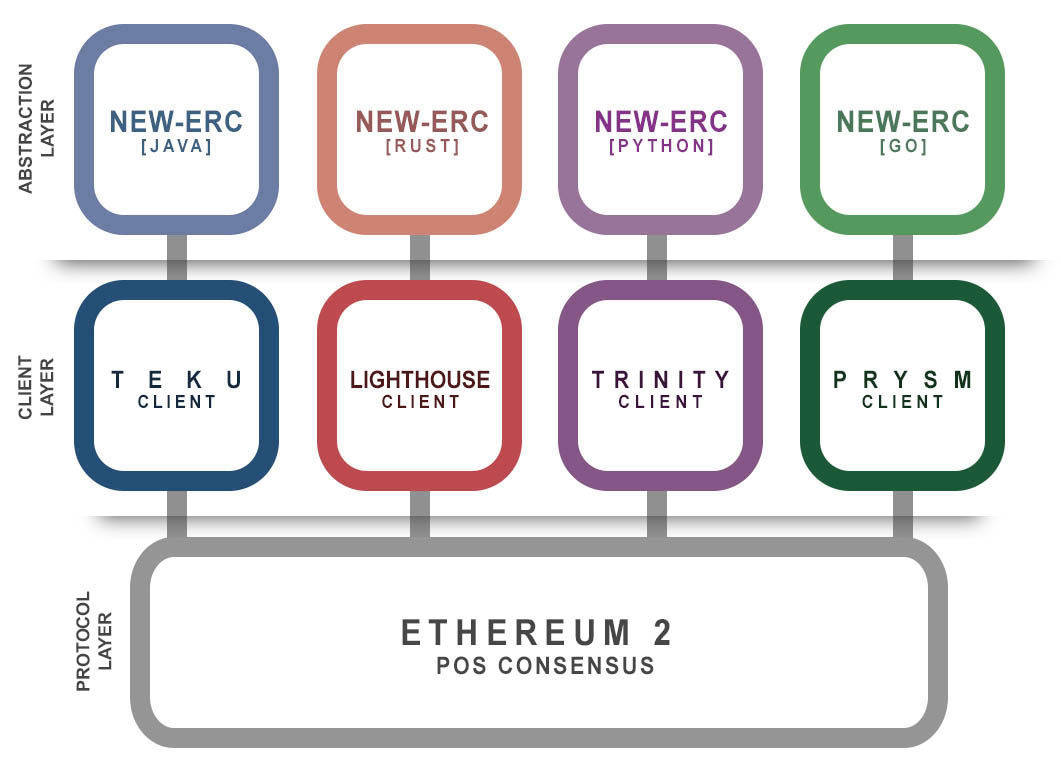 ABSTRACTION
LAYER
NEW-ERC
[JAVA]
NEW-ERC
[RUST]
NEW-ERC
[PYTHON]
NEW-ERC
[GO]
CLIENT
LAYER
TEKU
CLIENT
LIGHTHOUSE
CLIENT
TRINITY
CLIENT
PRYSM
CLIENT
PROTOCOL
LAYER
ETHEREUM 2
POS CONSENSUS